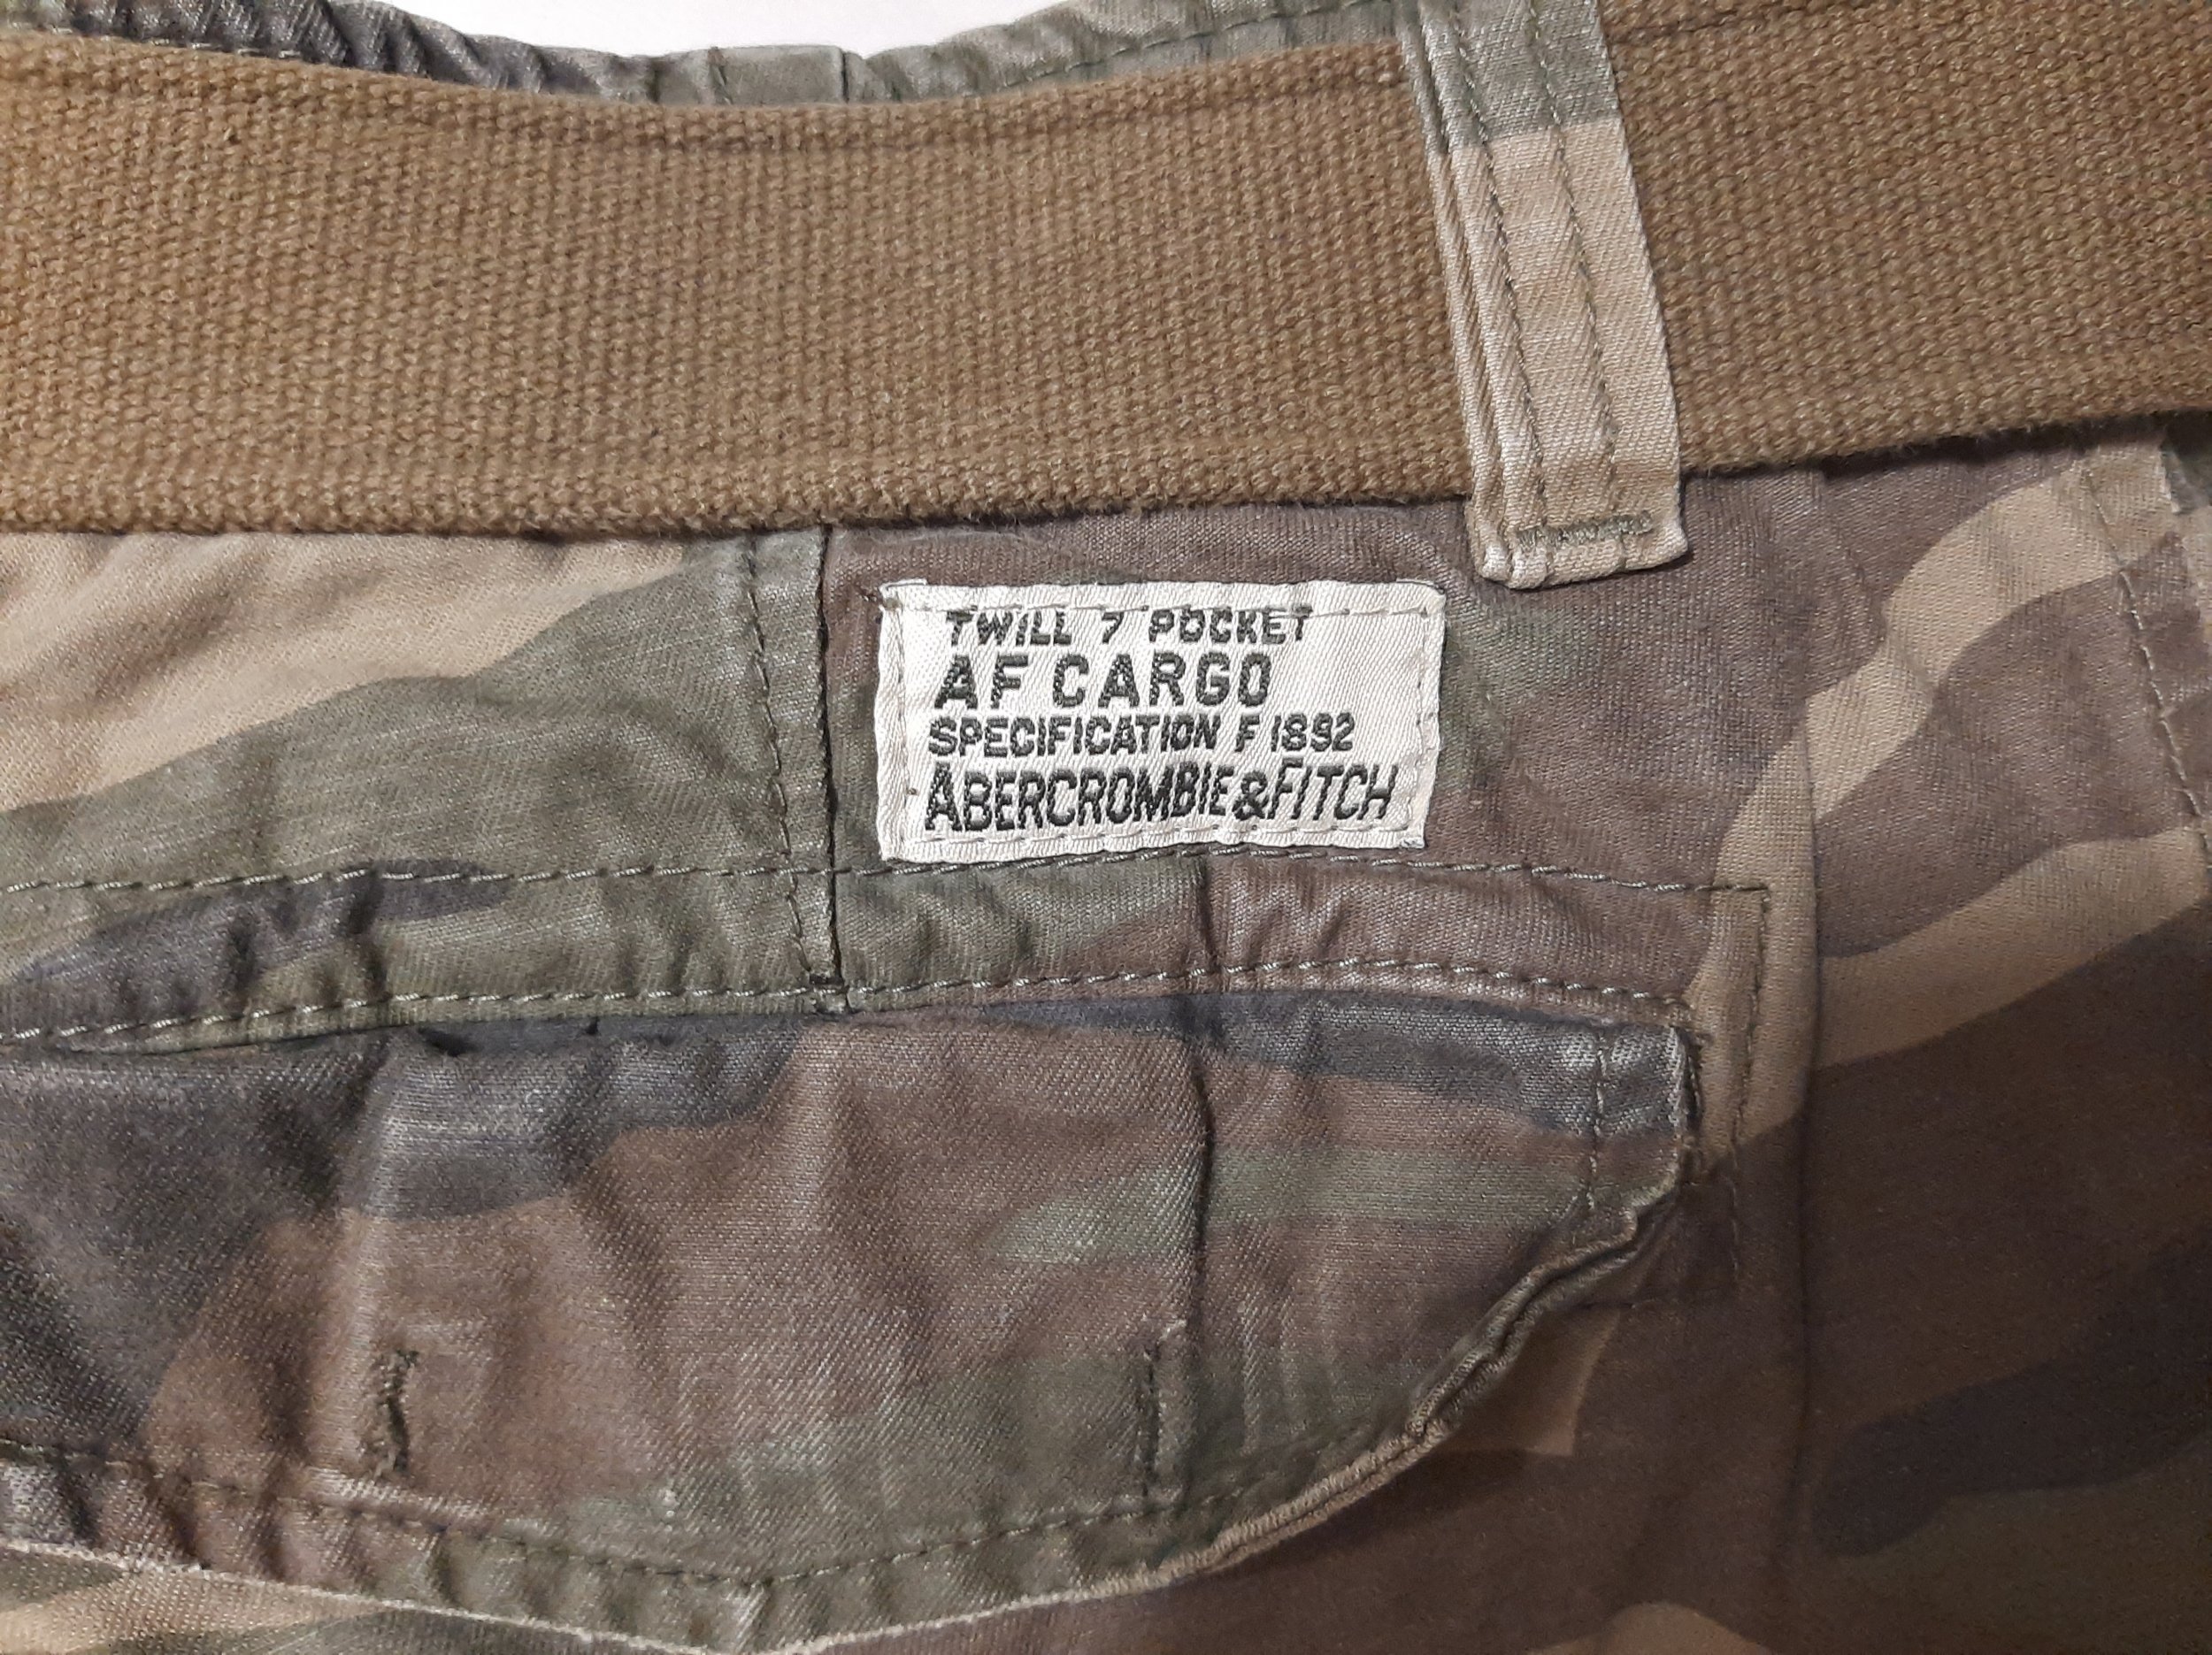 TWILL 7 POCKET
AF CARGO
SPECIFICATION F 1892
ABERCROMBIE & FITCH